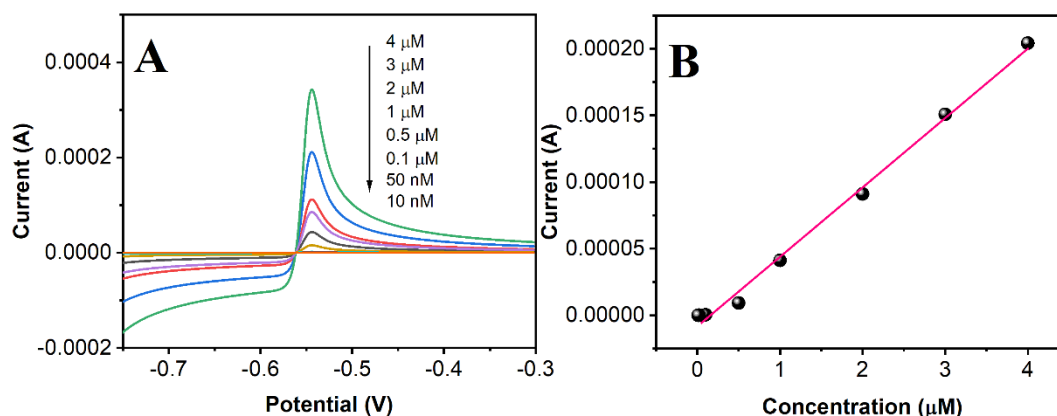 A
0.0004
0.0002
0.0000
-0.0002
Current (A)
4 μM
3 μM
2 μM
1 μM
0.5 μM
0.1 μM
50 nM
10 nM
-0.7
-0.6
-0.5
-0.4
-0.3
Potential (V)
B
0.00020
0.00015
0.00010
0.00005
0.00000
Current (A)
0
1
2
3
4
Concentration (μM)